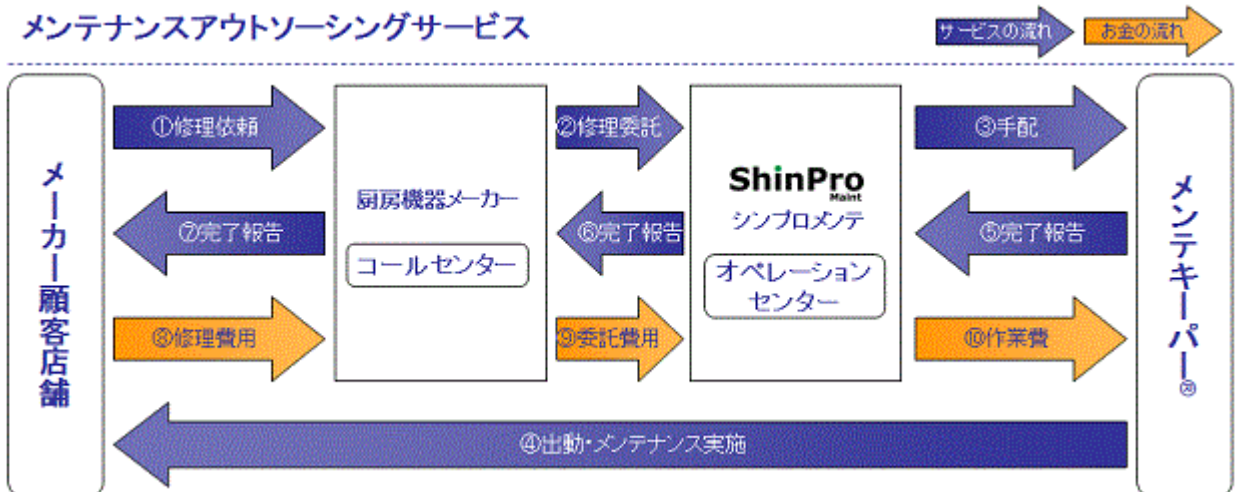 メンテナンスアウトソーシングサービス
サービスの流れ
お金の流れ
メーカー顧客店舗
①修理依頼
②修理委託
③手配
厨房機器メーカー
コールセンター
ShinPro
Maint
シンプロメンテ
オペレーション
センター
⑦完了報告
⑥完了報告
⑤完了報告
⑧修理費用
⑨委託費用
⑩作業費
④出動・メンテナンス実施
メンテキーパー®